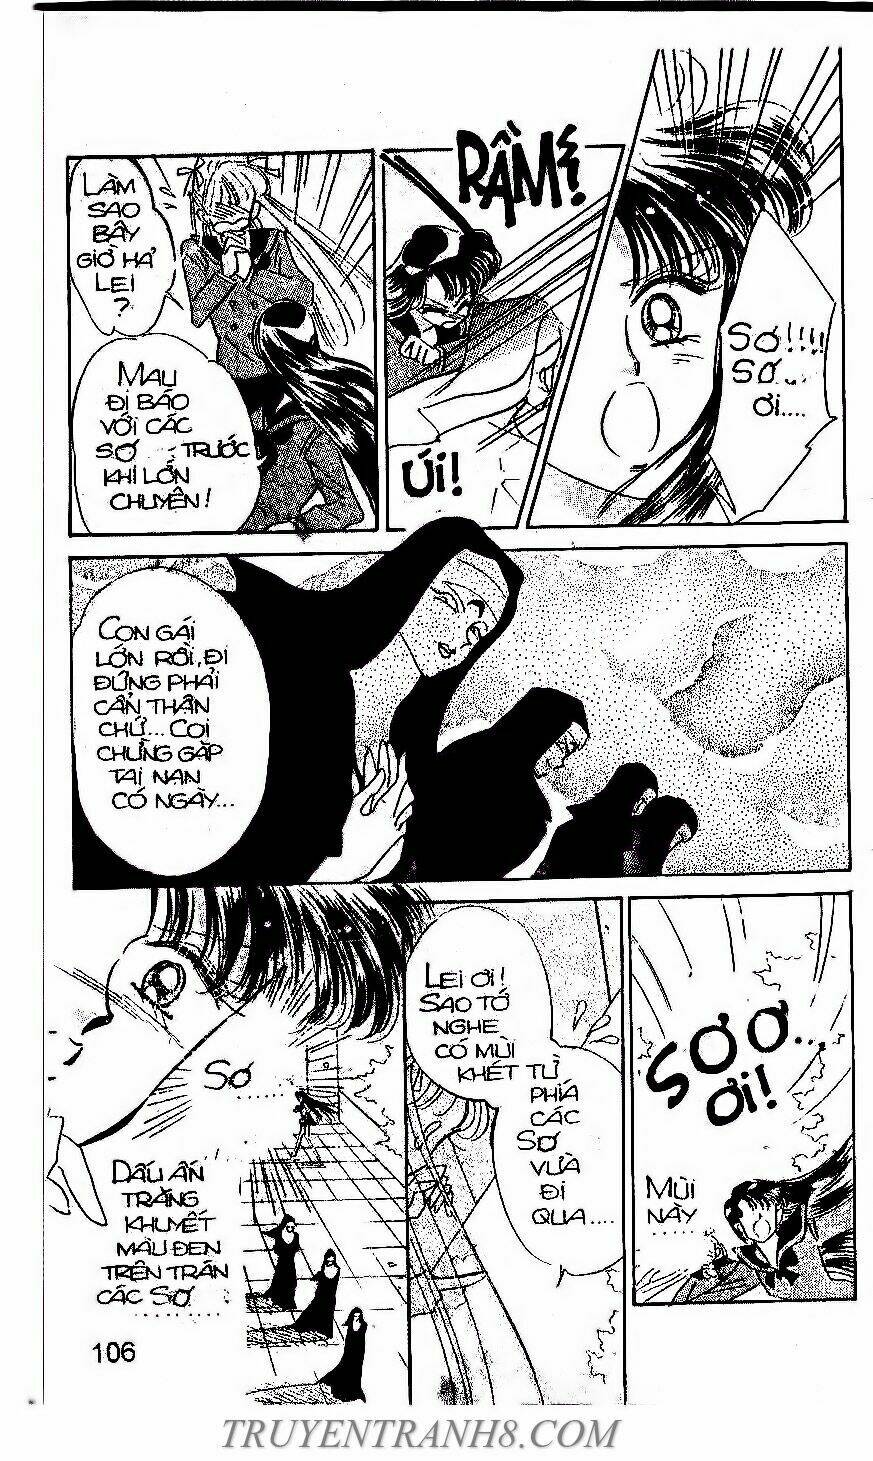 LÀM
SAO
BÂY
GIỜ HẢ
LEI
?
MAU
ĐI BÁO
VỚI CÁC
SƠ TRƯỚC
KHI LỚN
CHUYỆN!
RẦM!
ÚI!
SƠ!!!!
SƠ...
ƠI....
CON GÁI
LỚN RỒI, ĐI
ĐỨNG PHẢI
CẨN THẬN
CHỨ... COI
CHỪNG GẶP
TAI NẠN
CÓ NGÀY...
SƠ
......
DẤU ẤN
TRĂNG
KHUYẾT
MÀU ĐEN
TRÊN TRÁN
CÁC SƠ
.........
LEI ƠI!
SAO TỚ
NGHE
CÓ MÙI
KHÉT TỪ
PHÍA
CÁC
SƠ
VỪA
ĐI
QUA....
SƠ Ơ...
ƠI!
MÙI
NÀY
.....
106
TRUYENTRANH8.COM